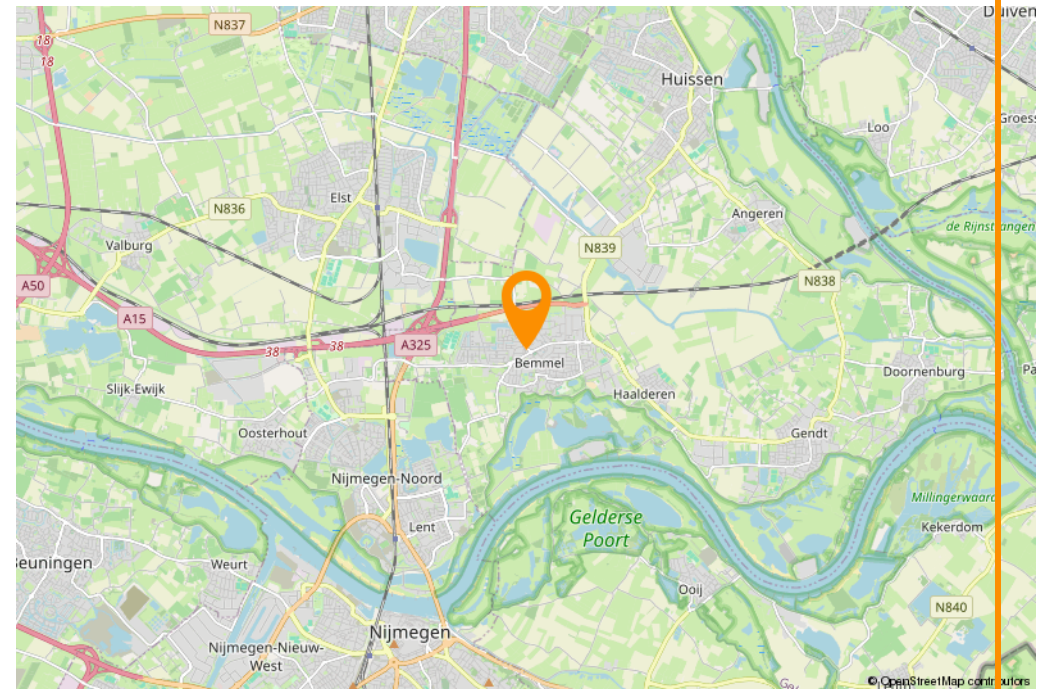 N837
Duiven
18
18
Huissen
Loo
Groess
Elst
N836
Angeren
Valburg
de Rijnstrangen
N839
A50
N838
A15
A325
38
38
Bemmel
Doornenburg
Pa
Slijk-Ewijk
Haalderen
Oosterhout
Gendt
Nijmegen-Noord
Millingerwaard
Gelderse
Poort
Lent
Kekerdom
Beuningen
Weurt
Ooij
N840
Nijmegen
Nijmegen-Nieuw-
West
© OpenStreetMap contributors